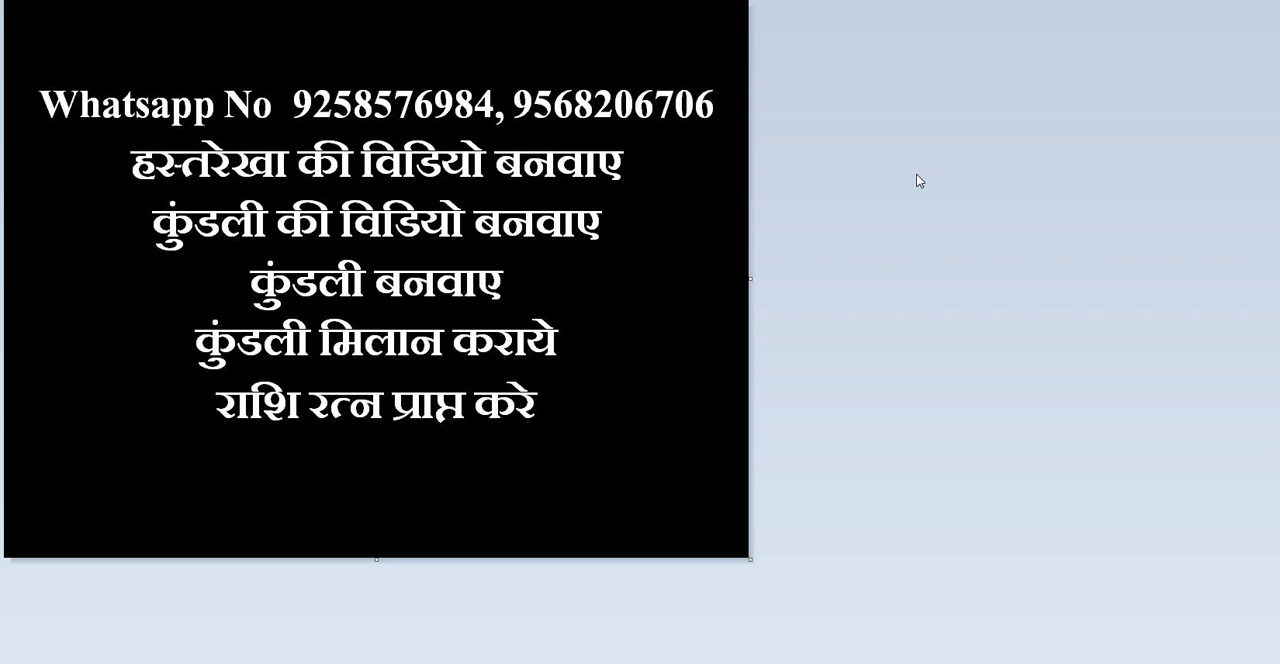 Whatsapp No 9258576984, 9568206706
हस्तरेखा की विडियो बनवाए
कुंडली की विडियो बनवाए
कुंडली बनवाए
कुंडली मिलान कराये
राशि रत्न प्राप्त करे